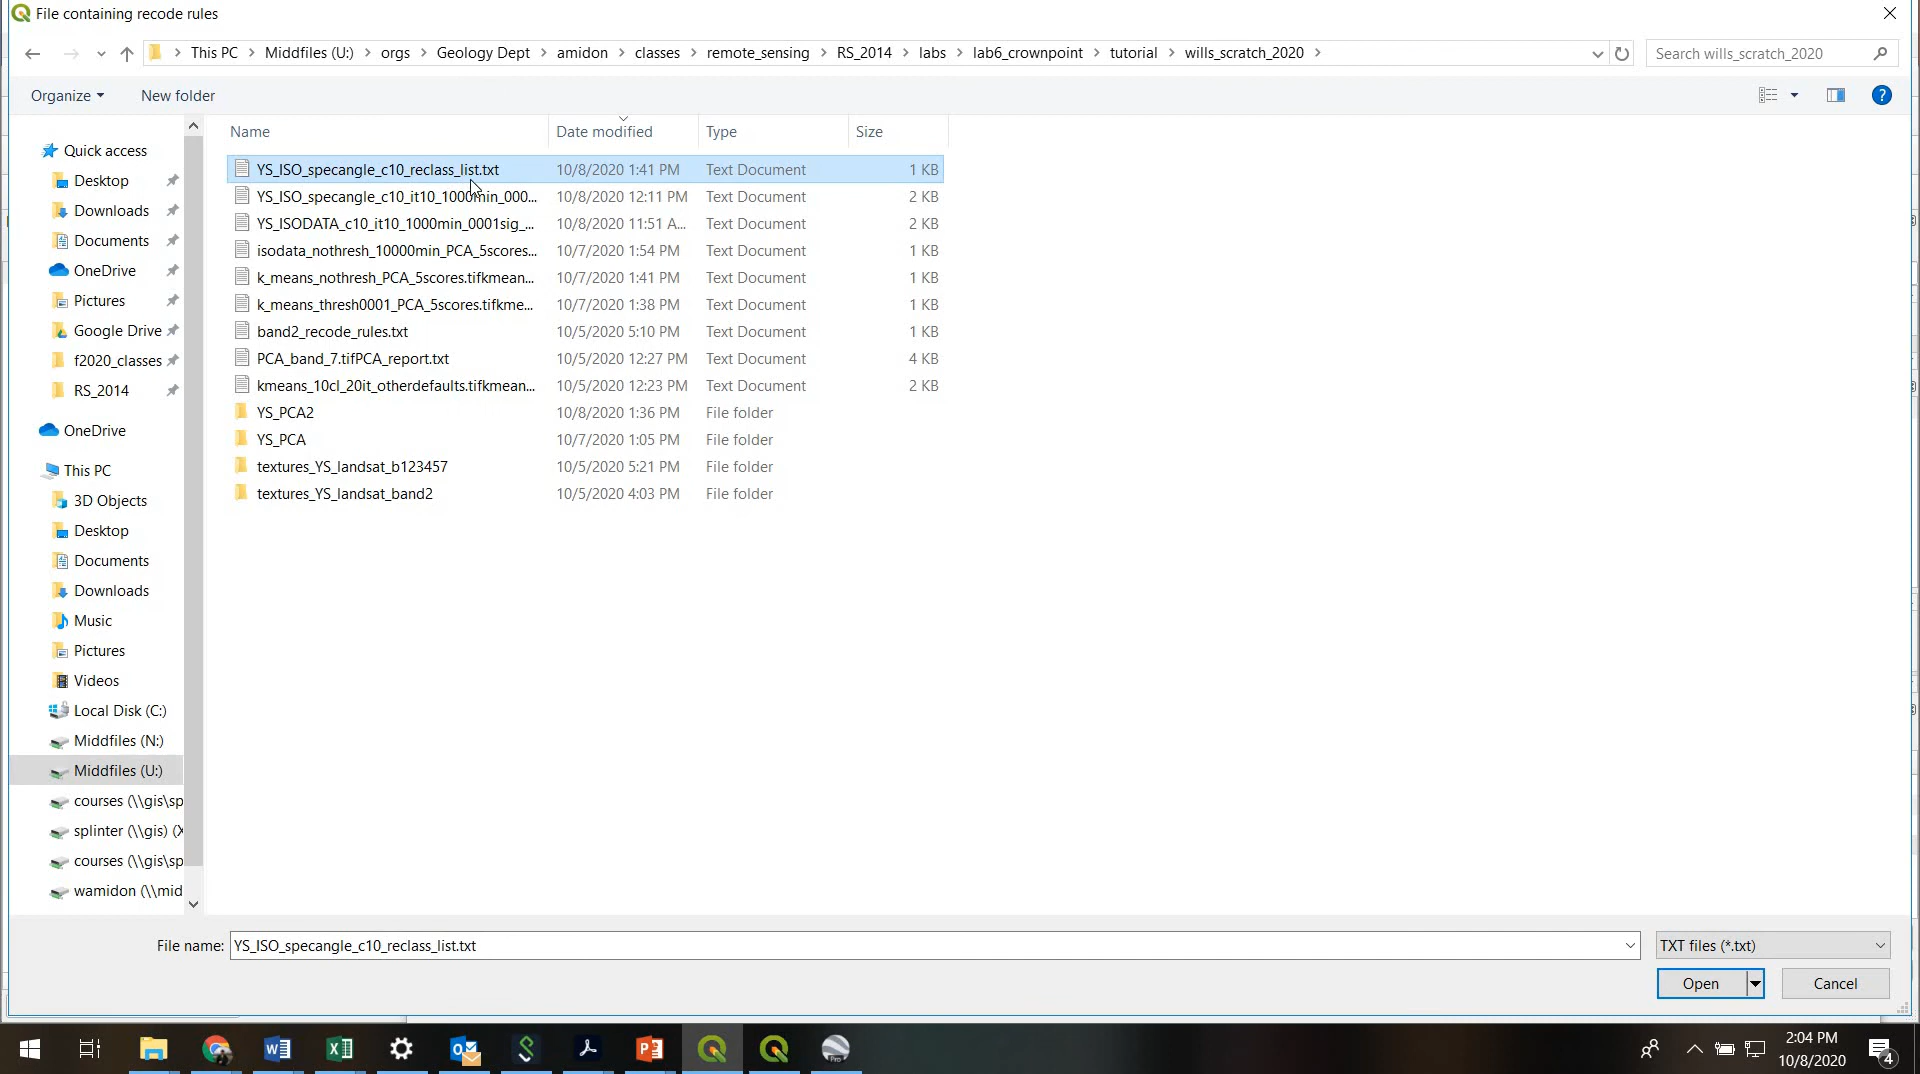 File containing recode rules
This PC > Middfiles (U:) > orgs > Geology Dept > amidon > classes > remote_sensing > RS_2014 > labs > lab6_crownpoint > tutorial > wills_scratch_2020 >
Search wills_scratch_2020
Organize
New folder
Name Date modified Type Size
Quick access
Desktop
Downloads
Documents
OneDrive
Pictures
Google Drive
f2020_classes
RS_2014
OneDrive
This PC
3D Objects
Desktop
Documents
Downloads
Music
Pictures
Videos
Local Disk (C:)
Middfiles (N:)
Middfiles (U:)
courses (\\gis\sp
splinter (\\gis) (X
courses (\\gis\sp
wamidon (\\mid
YS_ISO_specangle_c10_reclass_list.txt 10/8/2020 1:41 PM Text Document 1 KB
YS_ISO_specangle_c10_it10_1000min_000... 10/8/2020 12:11 PM Text Document 2 KB
YS_ISODATA_c10_it10_1000min_0001sig_... 10/8/2020 11:51 A... Text Document 2 KB
isodata_nothresh_10000min_PCA_5scores... 10/7/2020 1:54 PM Text Document 1 KB
k_means_nothresh_PCA_5scores.tifkmean... 10/7/2020 1:41 PM Text Document 1 KB
k_means_thresh0001_PCA_5scores.tifkme... 10/7/2020 1:38 PM Text Document 1 KB
band2_recode_rules.txt 10/5/2020 5:10 PM Text Document 1 KB
PCA_band_7.tifPCA_report.txt 10/5/2020 12:27 PM Text Document 4 KB
kmeans_10cl_20it_otherdefaults.tifkmean... 10/5/2020 12:23 PM Text Document 2 KB
YS_PCA2 10/8/2020 1:36 PM File folder
YS_PCA 10/7/2020 1:05 PM File folder
textures_YS_landsat_b123457 10/5/2020 5:21 PM File folder
textures_YS_landsat_band2 10/5/2020 4:03 PM File folder
File name: YS_ISO_specangle_c10_reclass_list.txt
TXT files (*.txt)
Open
Cancel
2:04 PM
10/8/2020
4